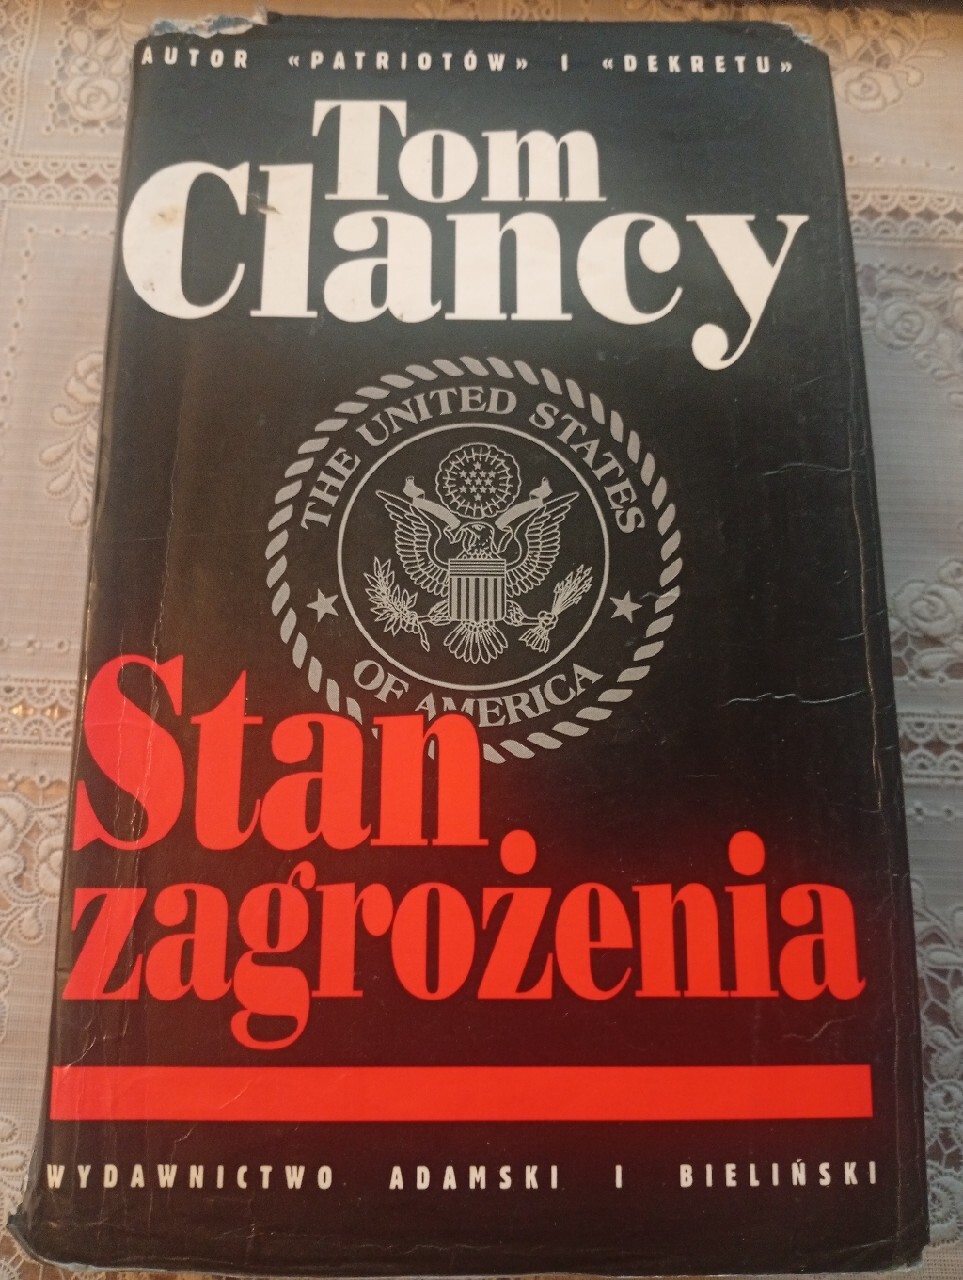 AUTOR «PATRIOTÓW» I «DEKRETU»
Tom
Clancy
THE UNITED STATES
OF AMERICA
Stan
zagrożenia
WYDAWNICTWO ADAMSKI I BIELIŃSKI